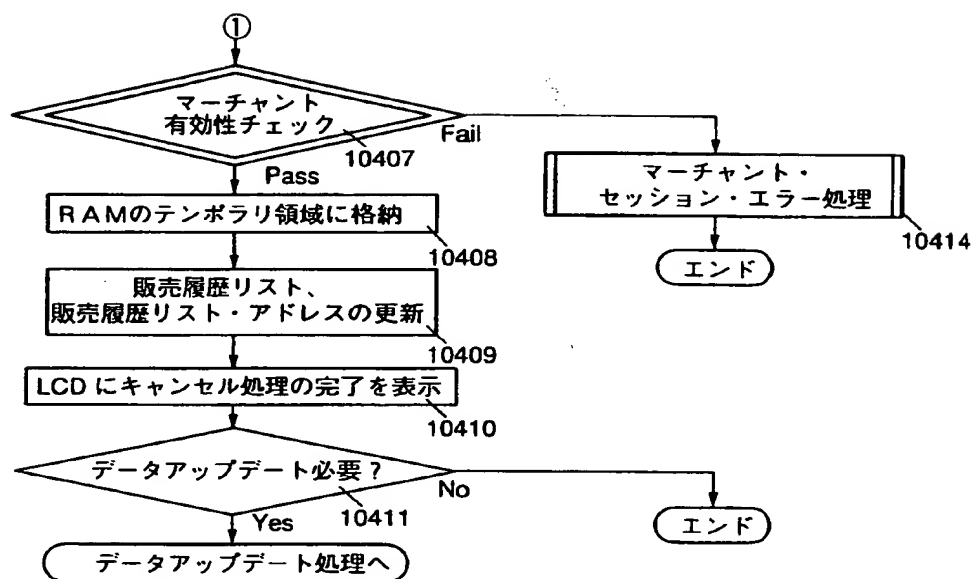 ①
マーチャント
有効性チェック
10407
Fail
Pass
マーチャント・
セッション・エラー処理
10414
エンド
RAMのテンポラリ領域に格納
10408
販売履歴リスト、
販売履歴リスト・アドレスの更新
10409
LCDにキャンセル処理の完了を表示
10410
データアップデート必要?
10411
No
Yes
エンド
データアップデート処理へ